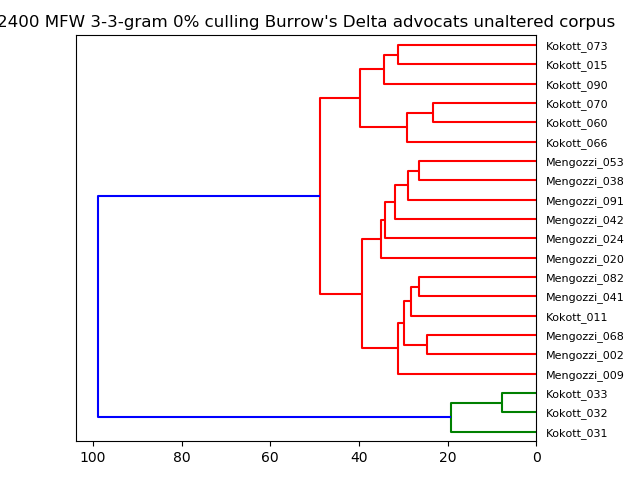 2400 MFW 3-3-gram 0% culling Burrow's Delta advocats unaltered corpus
Kokott_073
Kokott_015
Kokott_090
Kokott_070
Kokott_060
Kokott_066
Mengozzi_053
Mengozzi_038
Mengozzi_091
Mengozzi_042
Mengozzi_024
Mengozzi_020
Mengozzi_082
Mengozzi_041
Kokott_011
Mengozzi_068
Mengozzi_002
Mengozzi_009
Kokott_033
Kokott_032
Kokott_031
100 80 60 40 20 0